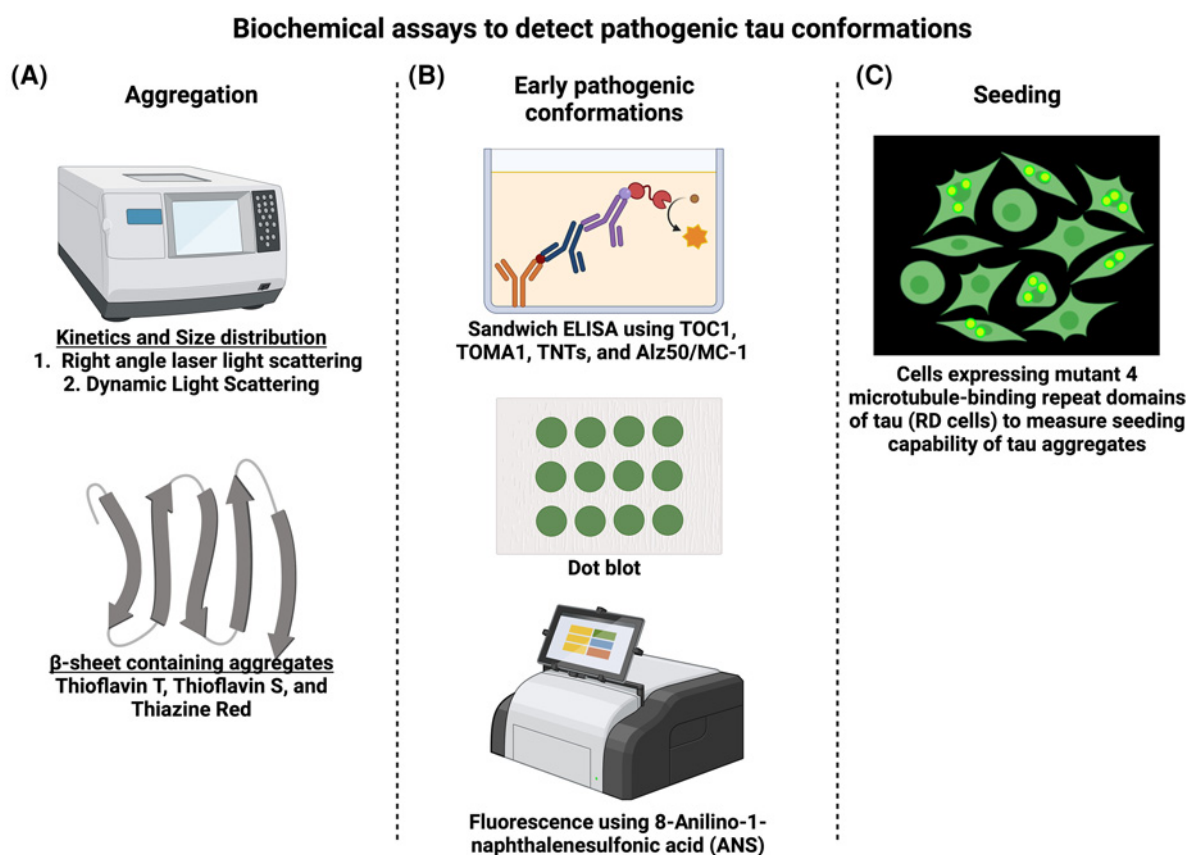 Biochemical assays to detect pathogenic tau conformations
(A)
Aggregation
Kinetics and Size distribution
1. Right angle laser light scattering
2. Dynamic Light Scattering
β-sheet containing aggregates
Thioflavin T, Thioflavin S, and
Thiazine Red
(B)
Early pathogenic
conformations
Sandwich ELISA using TOC1,
TOMA1, TNTs, and Alz50/MC-1
Dot blot
Fluorescence using 8-Anilino-1-
naphthalenesulfonic acid (ANS)
(C)
Seeding
Cells expressing mutant 4
microtubule-binding repeat domains
of tau (RD cells) to measure seeding
capability of tau aggregates